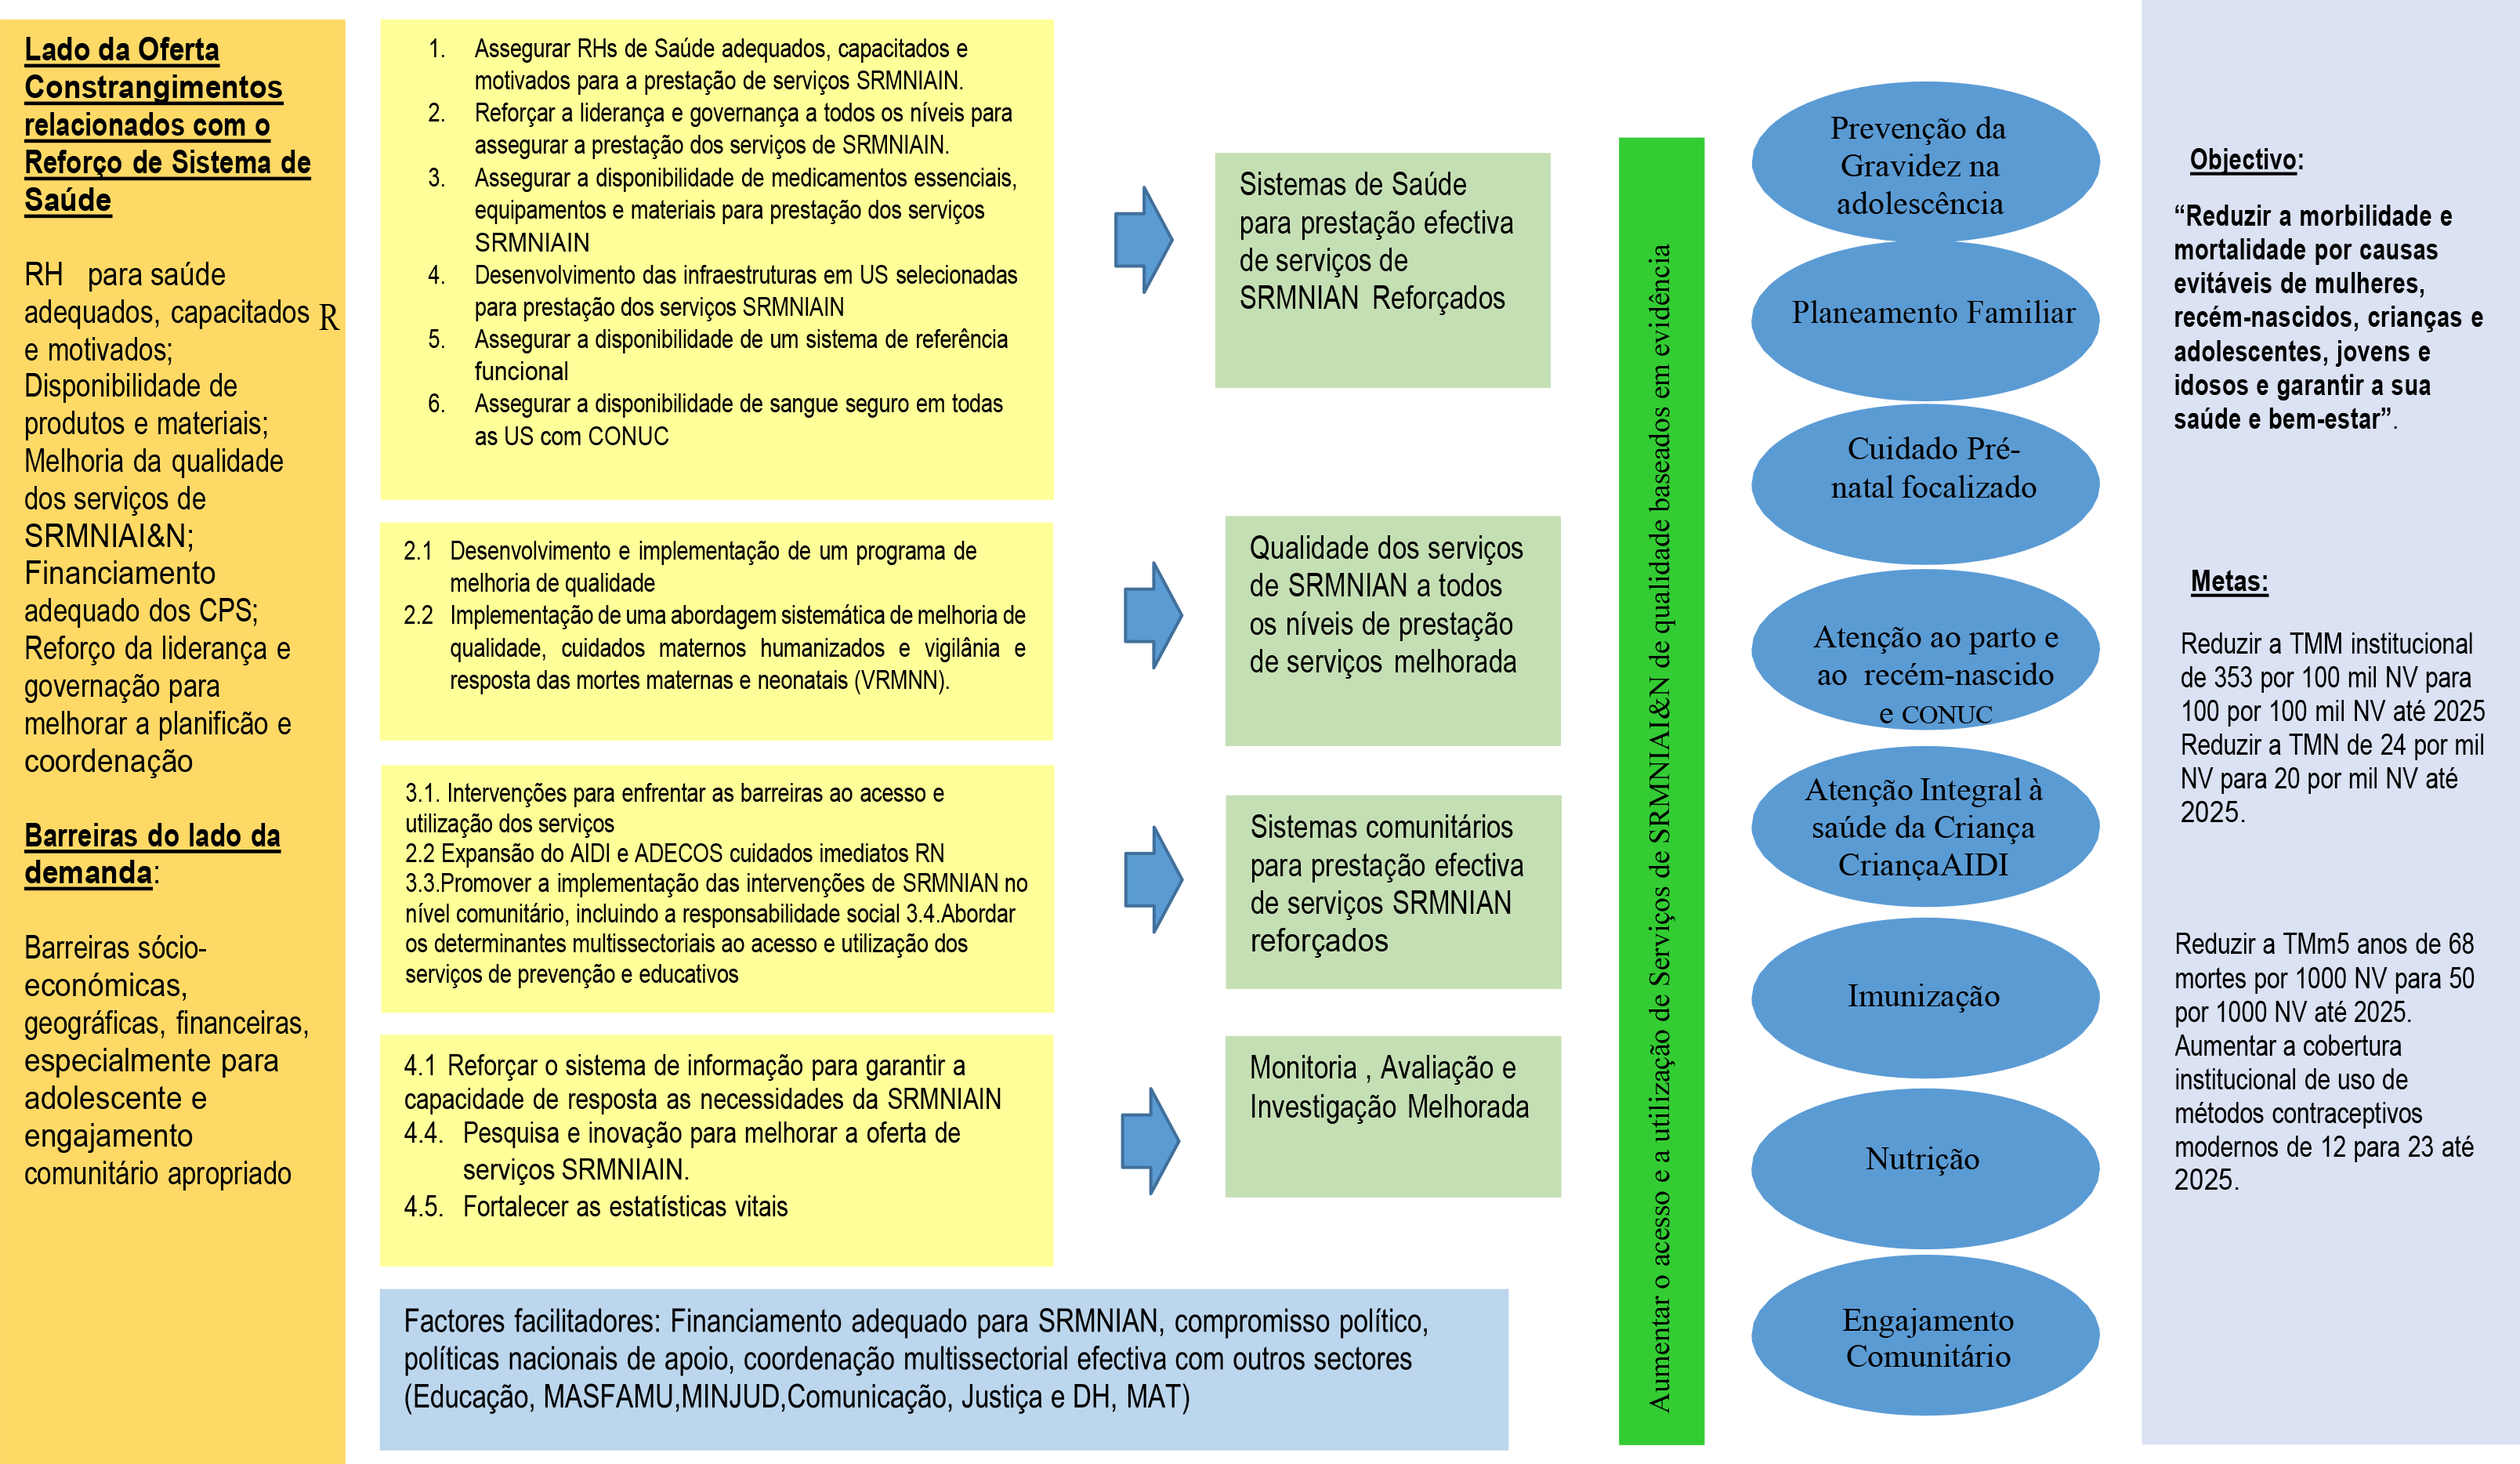 Lado da Oferta
Constrangimentos
relacionados com o
Reforço de Sistema de
Saúde
RH para saúde
adequados, capacitados R
e motivados;
Disponibilidade de
produtos e materiais;
Melhoria da qualidade
dos serviços de
SRMNIAI&N;
Financiamento
adequado dos CPS;
Reforço da liderança e
governação para
melhorar a planificão e
coordenação
Barreiras do lado da
demanda:
Barreiras sócio-
económicas,
geográficas, financeiras,
especialmente para
adolescente e
engajamento
comunitário apropriado
1. Assegurar RHs de Saúde adequados, capacitados e
motivados para a prestação de serviços SRMNIAIN.
2. Reforçar a liderança e governança a todos os níveis para
assegurar a prestação dos serviços de SRMNIAIN.
3. Assegurar a disponibilidade de medicamentos essenciais,
equipamentos e materiais para prestação dos serviços
SRMNIAIN
4. Desenvolvimento das infraestruturas em US selecionadas
para prestação dos serviços SRMNIAIN
5. Assegurar a disponibilidade de um sistema de referência
funcional
6. Assegurar a disponibilidade de sangue seguro em todas
as US com CONUC
2.1 Desenvolvimento e implementação de um programa de
melhoria de qualidade
2.2 Implementação de uma abordagem sistemática de melhoria de
qualidade, cuidados maternos humanizados e vigilânia e
resposta das mortes maternas e neonatais (VRMNN).
3.1. Intervenções para enfrentar as barreiras ao acesso e
utilização dos serviços
2.2 Expansão do AIDI e ADECOS cuidados imediatos RN
3.3.Promover a implementação das intervenções de SRMNIAN no
nível comunitário, incluindo a responsabilidade social 3.4.Abordar
os determinantes multissectoriais ao acesso e utilização dos
serviços de prevenção e educativos
4.1 Reforçar o sistema de informação para garantir a
capacidade de resposta as necessidades da SRMNIAIN
4.4. Pesquisa e inovação para melhorar a oferta de
serviços SRMNIAIN.
4.5. Fortalecer as estatísticas vitais
Factores facilitadores: Financiamento adequado para SRMNIAN, compromisso político,
políticas nacionais de apoio, coordenação multissectorial efectiva com outros sectores
(Educação, MASFAMU,MINJUD,Comunicação, Justiça e DH, MAT)
Sistemas de Saúde
para prestação efectiva
de serviços de
SRMNIAN Reforçados
Qualidade dos serviços
de SRMNIAN a todos
os níveis de prestação
de serviços melhorada
Sistemas comunitários
para prestação efectiva
de serviços SRMNIAN
reforçados
Monitoria , Avaliação e
Investigação Melhorada
Aumentar o acesso e a utilização de Serviços de SRMNIAI&N de qualidade baseados em evidência
Prevenção da
Gravidez na
adolescência
Planeamento Familiar
Cuidado Pré-
natal focalizado
Atenção ao parto e
ao recém-nascido
e CONUC
Atenção Integral à
saúde da Criança
CriançaAIDI
Imunização
Nutrição
Engajamento
Comunitário
Objectivo:
“Reduzir a morbilidade e
mortalidade por causas
evitáveis de mulheres,
recém-nascidos, crianças e
adolescentes, jovens e
idosos e garantir a sua
saúde e bem-estar”.
Metas:
Reduzir a TMM institucional
de 353 por 100 mil NV para
100 por 100 mil NV até 2025
Reduzir a TMN de 24 por mil
NV para 20 por mil NV até
2025.
Reduzir a TMm5 anos de 68
mortes por 1000 NV para 50
por 1000 NV até 2025.
Aumentar a cobertura
institucional de uso de
métodos contraceptivos
modernos de 12 para 23 até
2025.